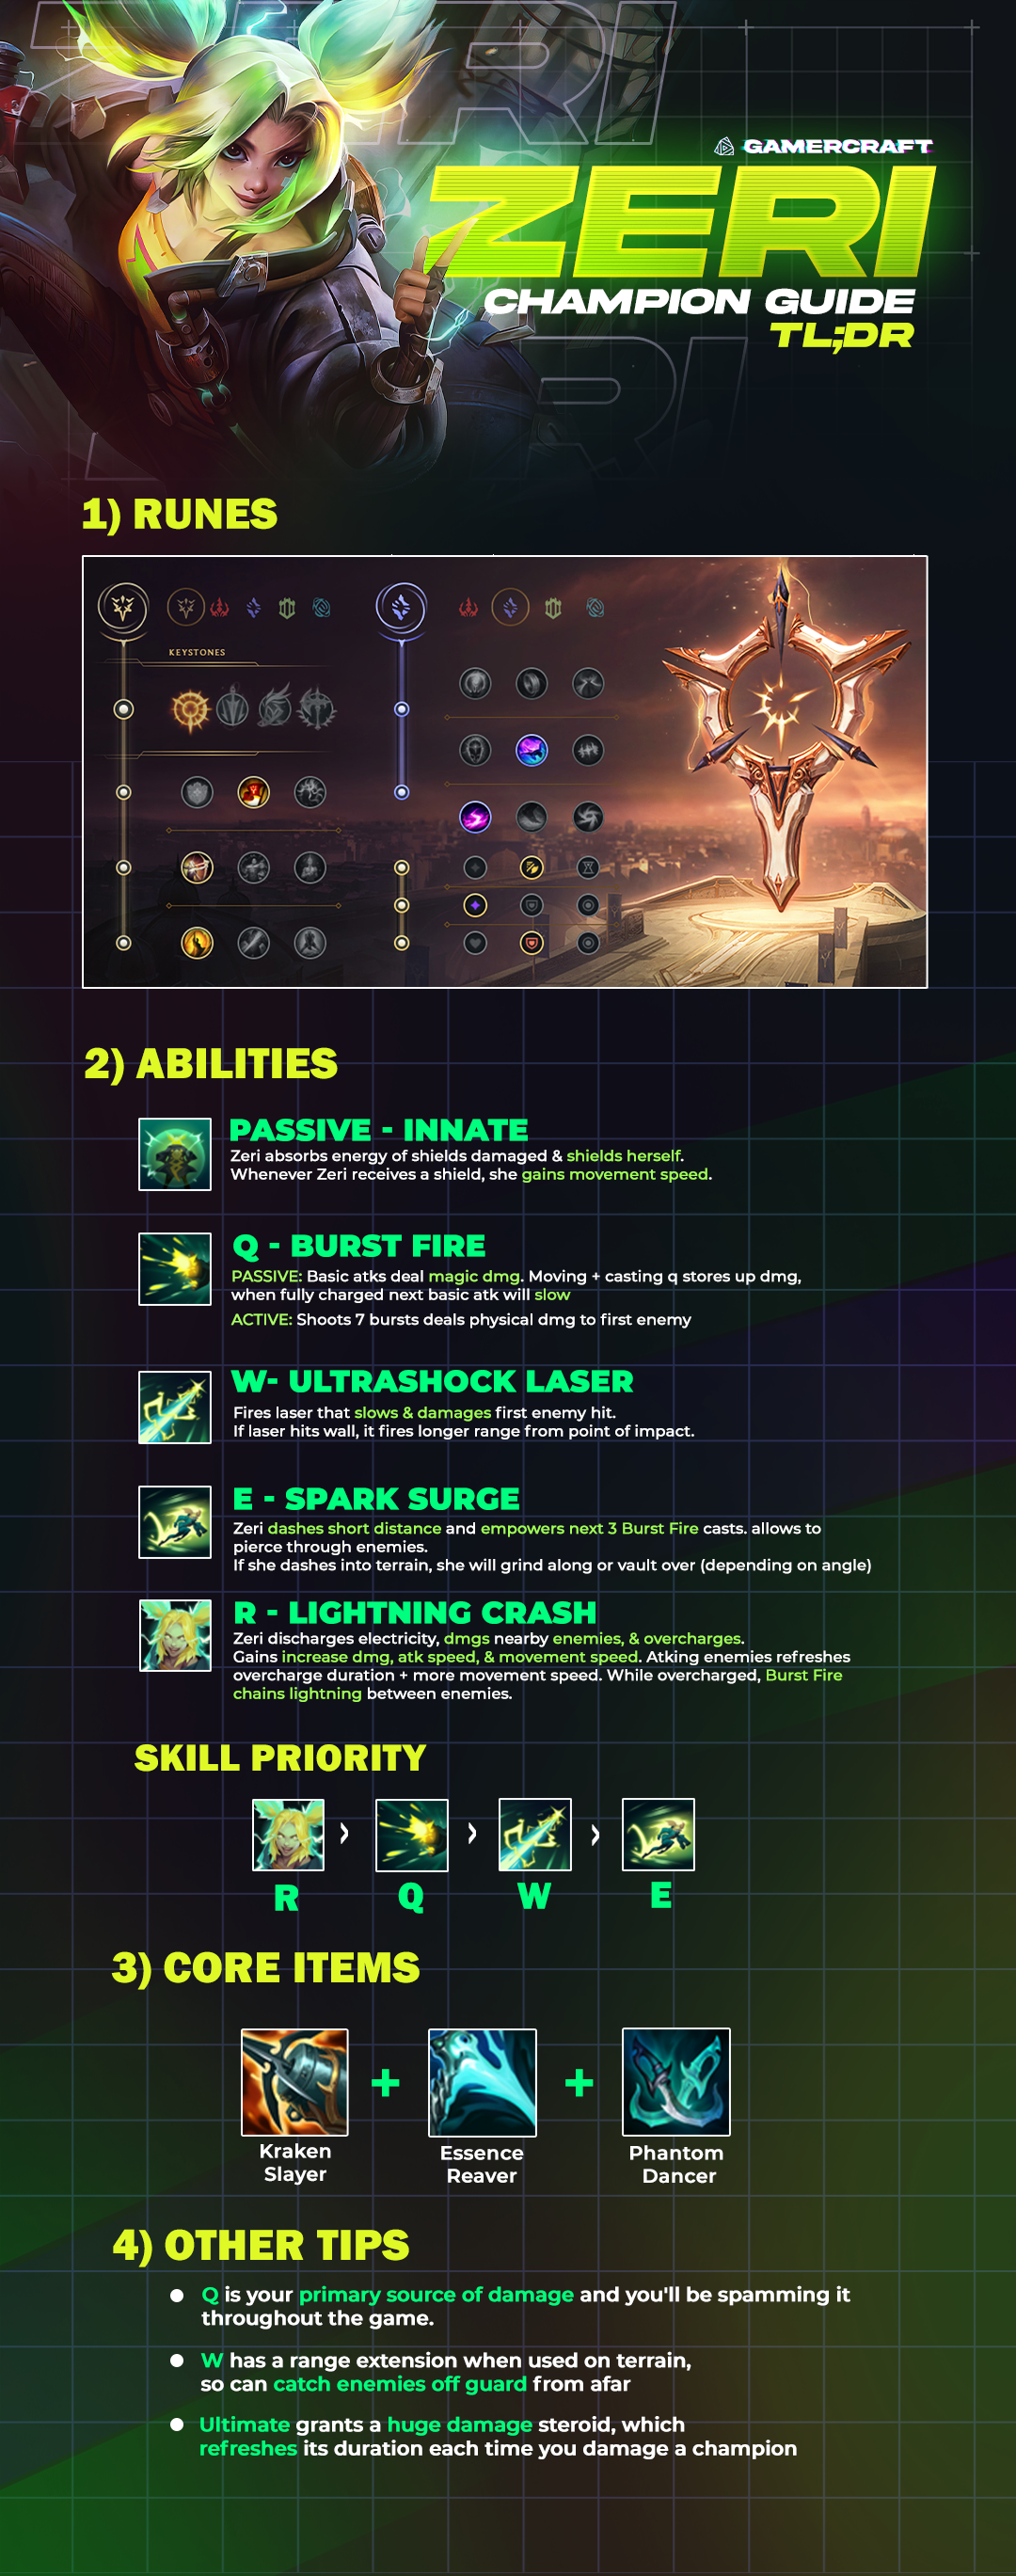 ZERI
GAMERCRAFT
ZERI
CHAMPION GUIDE
TL;DR
RI
1) RUNES
KEYSTONES
2) ABILITIES
PASSIVE - INNATE
Zeri absorbs energy of shields damaged & shields herself.
Whenever Zeri receives a shield, she gains movement speed.
Q - BURST FIRE
PASSIVE: Basic atks deal magic dmg. Moving + casting q stores up dmg,
when fully charged next basic atk will slow
ACTIVE: Shoots 7 bursts deals physical dmg to first enemy
W- ULTRASHOCK LASER
Fires laser that slows & damages first enemy hit.
If laser hits wall, it fires longer range from point of impact.
E - SPARK SURGE
Zeri dashes short distance and empowers next 3 Burst Fire casts. allows to
pierce through enemies.
If she dashes into terrain, she will grind along or vault over (depending on angle)
R - LIGHTNING CRASH
Zeri discharges electricity, dmgs nearby enemies, & overcharges.
Gains increase dmg, atk speed, & movement speed. Atking enemies refreshes
overcharge duration + more movement speed. While overcharged, Burst Fire
chains lightning between enemies.
SKILL PRIORITY
R > Q > W > E
3) CORE ITEMS
+ +
Kraken Essence Phantom
Slayer Reaver Dancer
4) OTHER TIPS
● Q is your primary source of damage and you'll be spamming it
throughout the game.
● W has a range extension when used on terrain,
so can catch enemies off guard from afar
● Ultimate grants a huge damage steroid, which
refreshes its duration each time you damage a champion